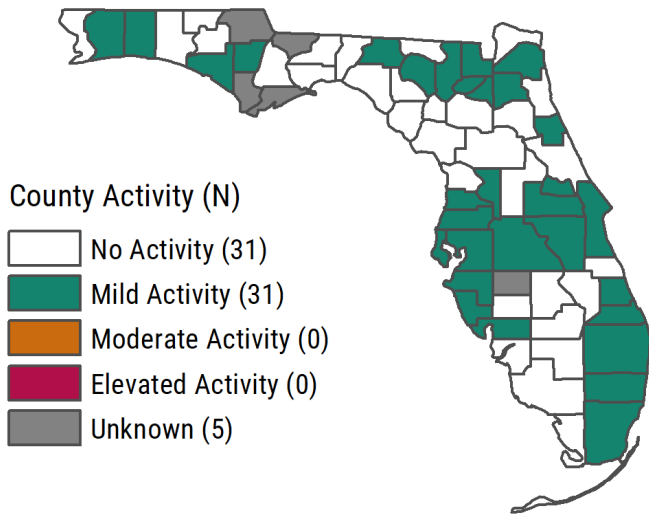 County Activity (N)
No Activity (31)
Mild Activity (31)
Moderate Activity (0)
Elevated Activity (0)
Unknown (5)